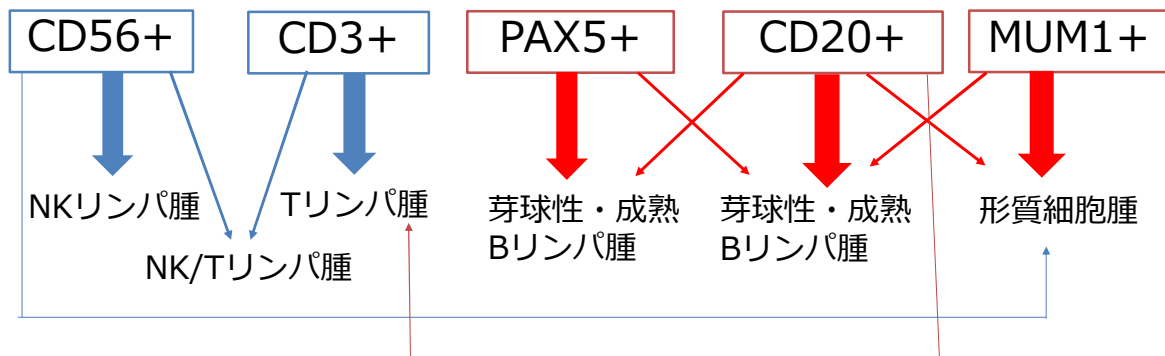 CD56+
CD3+
PAX5+
CD20+
MUM1+
NKリンパ腫
Tリンパ腫
芽球性・成熟
Bリンパ腫
芽球性・成熟
Bリンパ腫
形質細胞腫
NK/Tリンパ腫